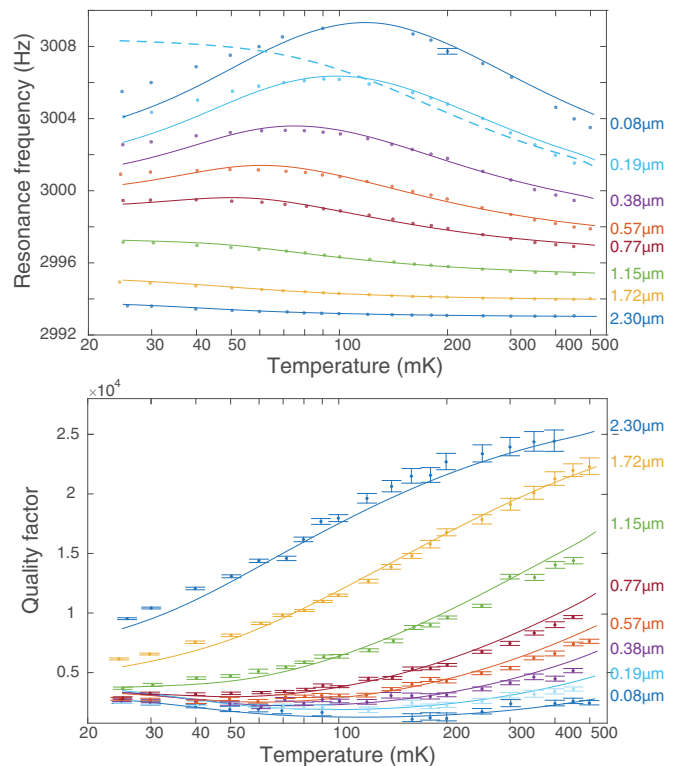 3008
3004
3000
2996
2992
Resonance frequency (Hz)
0.08μm
0.19μm
0.38μm
0.57μm
0.77μm
1.15μm
1.72μm
2.30μm
20 30 40 50 100 200 300 400 500
Temperature (mK)
×10⁴
2.5
2
1.5
1
0.5
Quality factor
2.30μm
1.72μm
1.15μm
0.77μm
0.57μm
0.38μm
0.19μm
0.08μm
20 30 40 50 100 200 300 400 500
Temperature (mK)